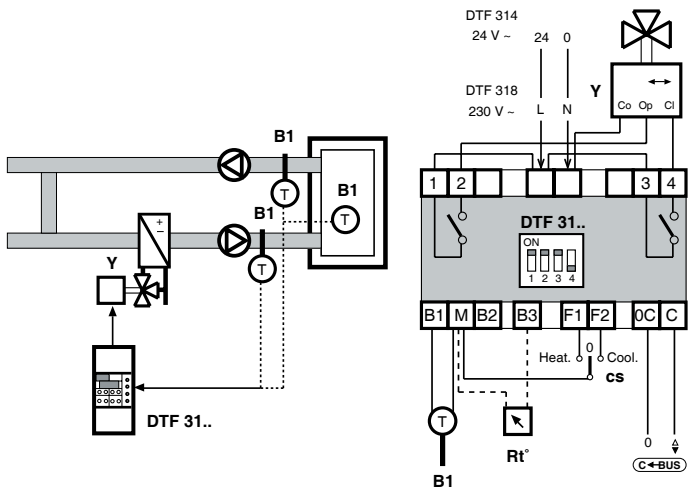 DTF 314
24 V ~
24 0
DTF 318
230 V ~
L N
Y
Co Op Cl
B1
B1
B1
T
T
T
+
−
Y
DTF 31..
1 2 3 4
DTF 31..
ON
1 2 3 4
B1 M B2 B3 F1 F2 0C C
Heat. 0 Cool.
cs
T
B1
Rt°
0
C BUS